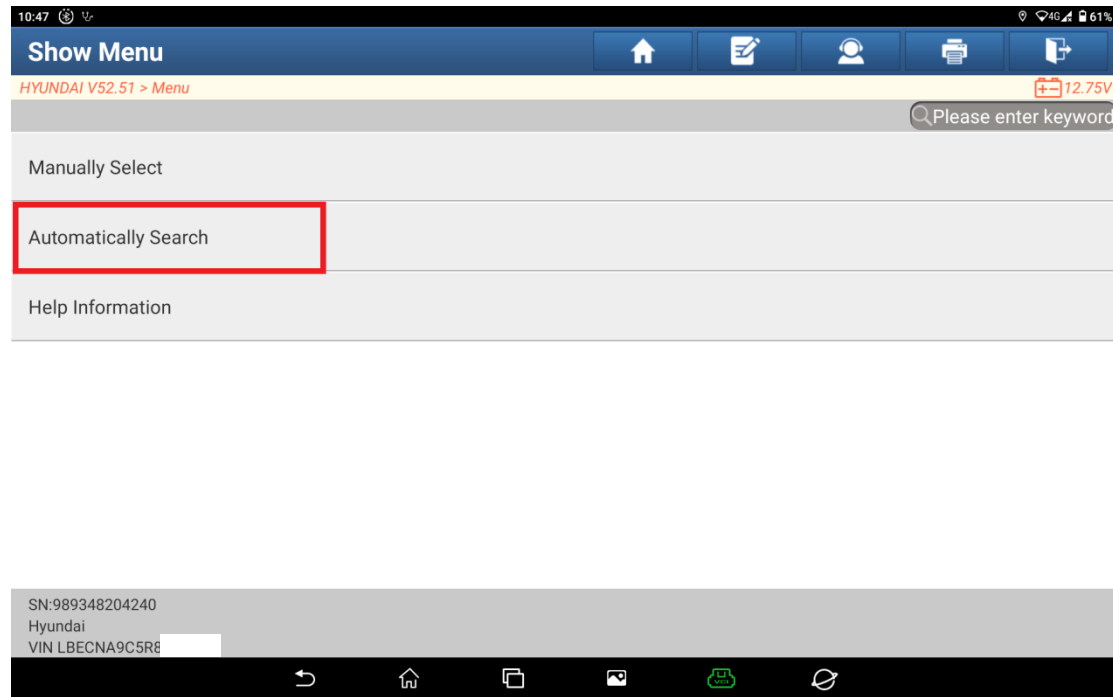 10:47 4G 61%
Show Menu
HYUNDAI V52.51 > Menu 12.75V
Please enter keyword
Manually Select
Automatically Search
Help Information
SN:989348204240
Hyundai
VIN LBECNA9C5R8
VCI